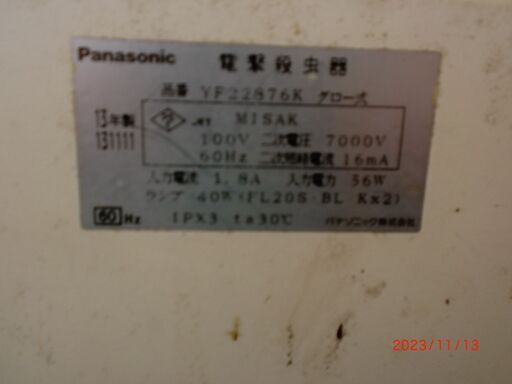 Panasonic 電撃殺虫器
品番 YF22876K グロー式
13年製 JET MISAK
131111 100V 二次電圧 7000V
60Hz 二次短絡電流 16mA
入力電流 1.8A 入力電力 56W
ランプ 40W (FL20S・BL Kx2)
60 Hz IPX3 ta30℃ パナソニック株式会社
2023/11/13